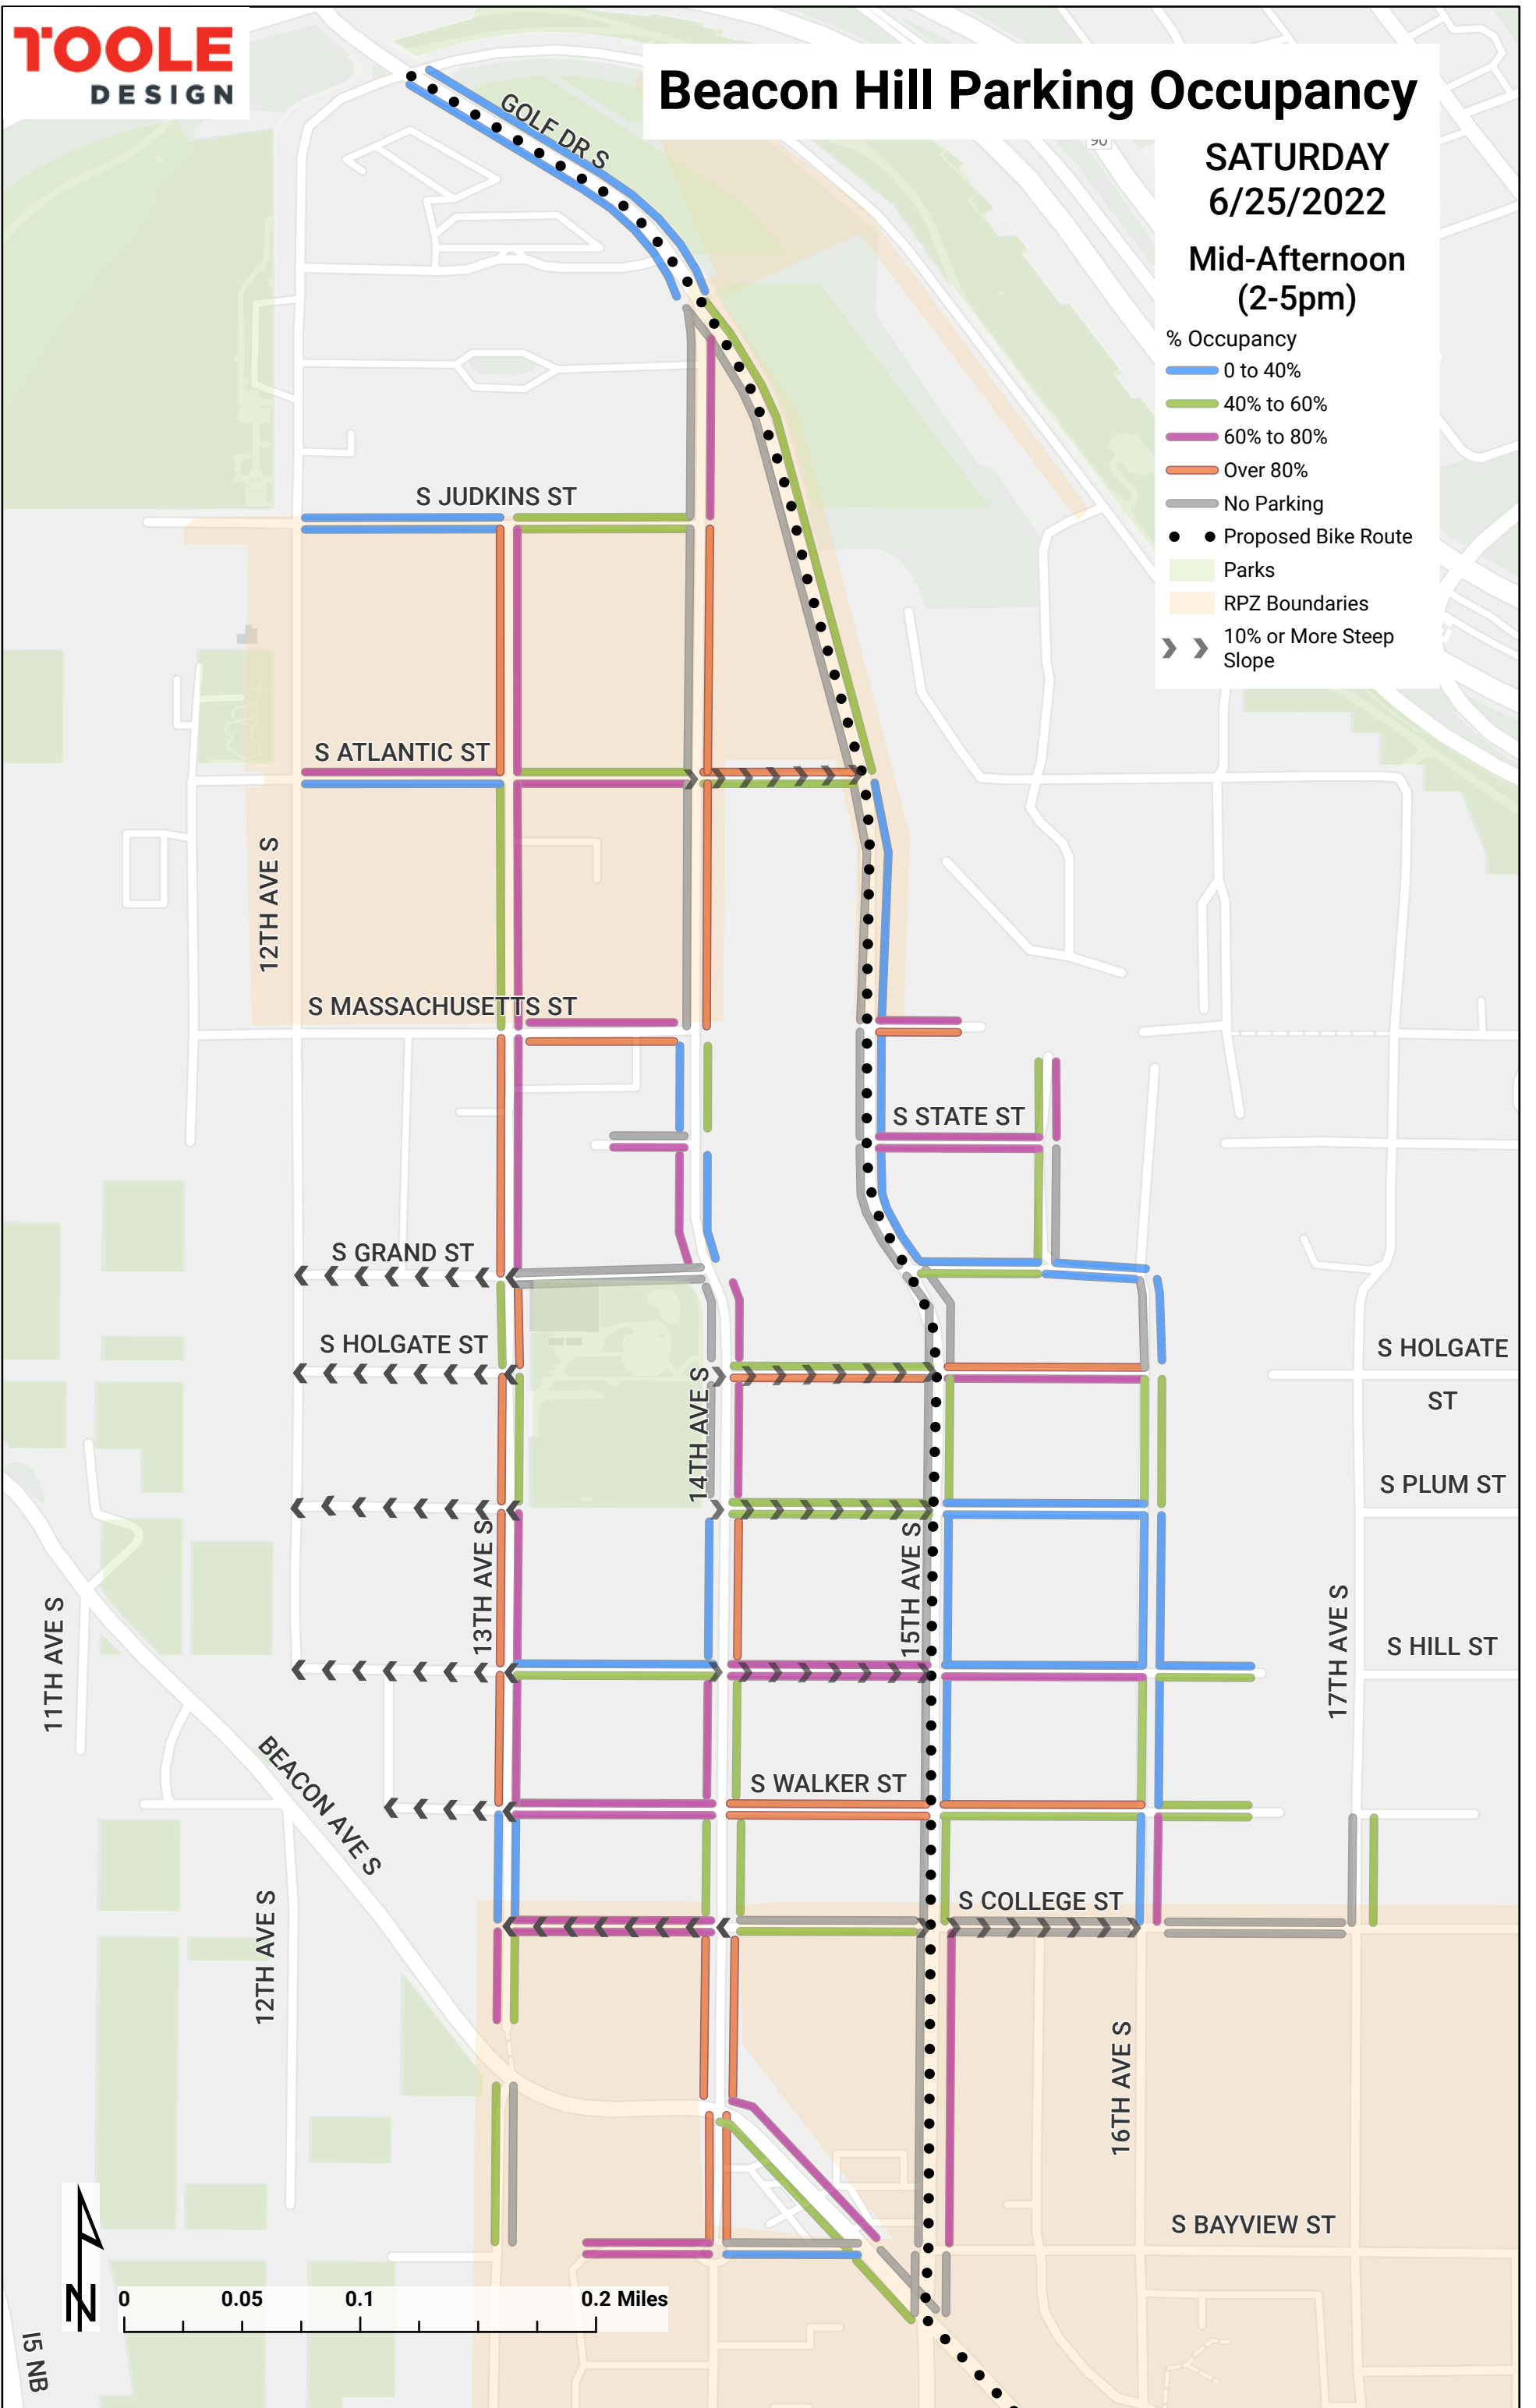 TOOLE
DESIGN
Beacon Hill Parking Occupancy
90
SATURDAY
6/25/2022
Mid-Afternoon
(2-5pm)
% Occupancy
0 to 40%
40% to 60%
60% to 80%
Over 80%
No Parking
Proposed Bike Route
Parks
RPZ Boundaries
10% or More Steep
Slope
GOLF DR S
S JUDKINS ST
S ATLANTIC ST
12TH AVE S
S MASSACHUSETTS ST
S STATE ST
S GRAND ST
S HOLGATE ST
S HOLGATE
ST
14TH AVE S
S PLUM ST
13TH AVE S
15TH AVE S
11TH AVE S
17TH AVE S
S HILL ST
BEACON AVE S
S WALKER ST
S COLLEGE ST
12TH AVE S
16TH AVE S
S BAYVIEW ST
N
0
0.05
0.1
0.2 Miles
I5 NB